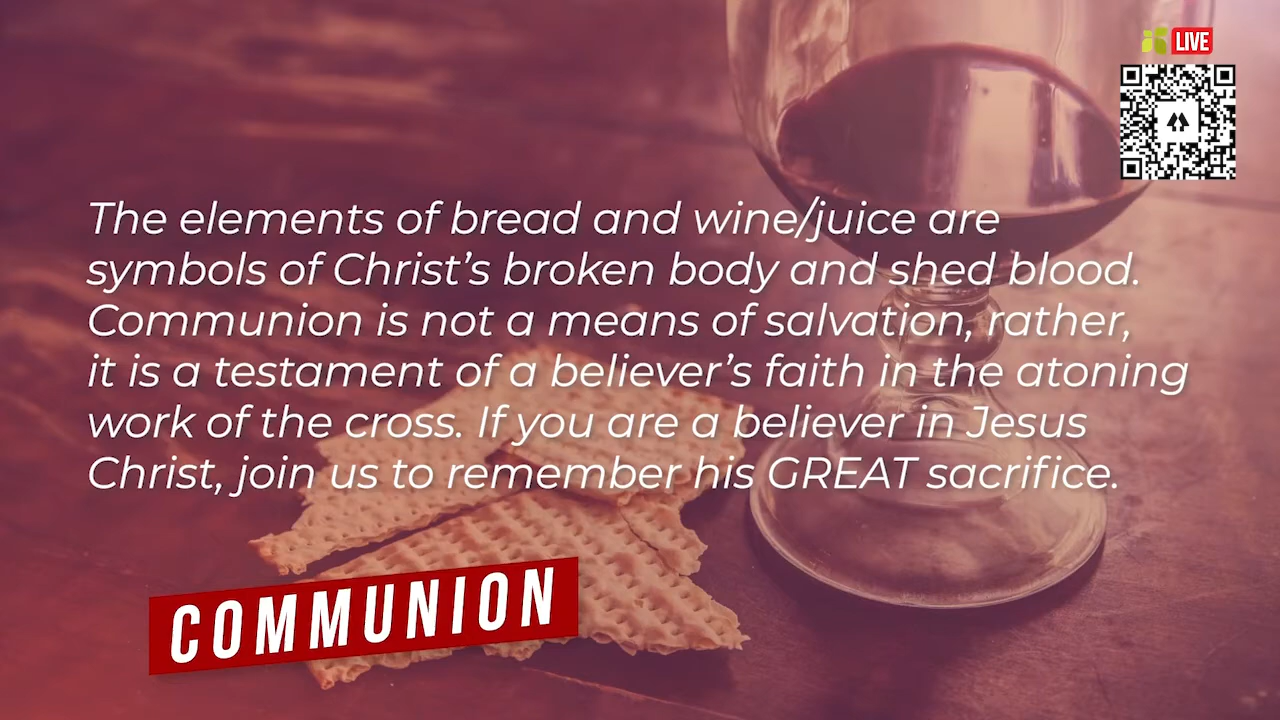 LIVE
The elements of bread and wine/juice are
symbols of Christ’s broken body and shed blood.
Communion is not a means of salvation, rather,
it is a testament of a believer’s faith in the atoning
work of the cross. If you are a believer in Jesus
Christ, join us to remember his GREAT sacrifice.
COMMUNION